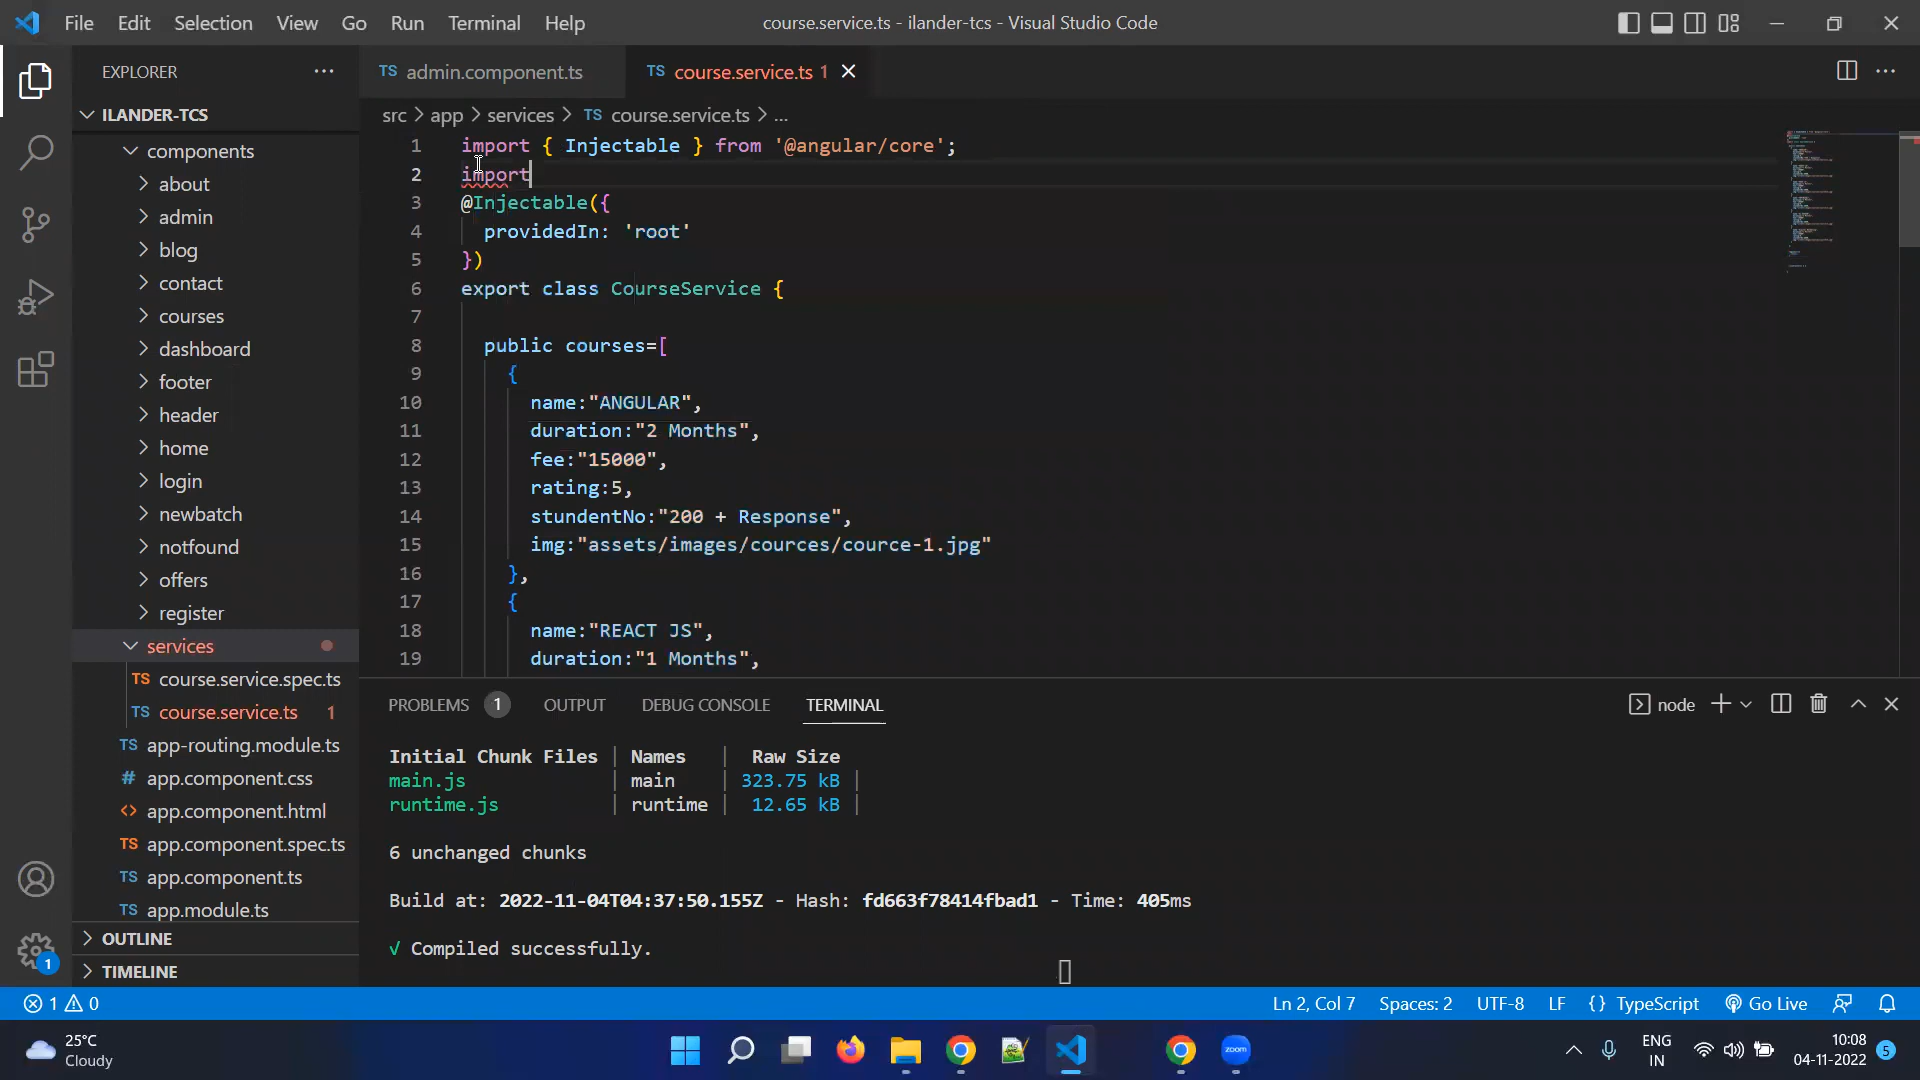 File Edit Selection View Go Run Terminal Help
course.service.ts - ilander-tcs - Visual Studio Code
EXPLORER ...
TS admin.component.ts
TS course.service.ts 1
ILANDER-TCS
components
about
admin
blog
contact
courses
dashboard
footer
header
home
login
newbatch
notfound
offers
register
services
TS course.service.spec.ts
TS course.service.ts 1
TS app-routing.module.ts
# app.component.css
<> app.component.html
TS app.component.spec.ts
TS app.component.ts
TS app.module.ts
OUTLINE
TIMELINE
1
src > app > services > TS course.service.ts > ...
1 import { Injectable } from '@angular/core';
2 import
3 @Injectable({
4 providedIn: 'root'
5 })
6 export class CourseService {
7
8 public courses=[
9 {
10 name:"ANGULAR",
11 duration:"2 Months",
12 fee:"15000",
13 rating:5,
14 stundentNo:"200 + Response",
15 img:"assets/images/cources/cource-1.jpg"
16 },
17 {
18 name:"REACT JS",
19 duration:"1 Months",
PROBLEMS 1 OUTPUT DEBUG CONSOLE TERMINAL
node
Initial Chunk Files | Names | Raw Size
main.js | main | 323.75 kB |
runtime.js | runtime | 12.65 kB |
6 unchanged chunks
Build at: 2022-11-04T04:37:50.155Z - Hash: fd663f78414fbad1 - Time: 405ms
√ Compiled successfully.
1 0
Ln 2, Col 7 Spaces: 2 UTF-8 LF {} TypeScript Go Live
25°C
Cloudy
zoom
ENG
IN
10:08
04-11-2022
5